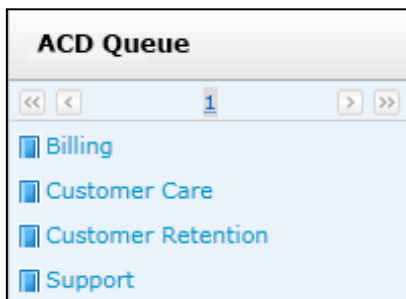 ACD Queue
<< < 1 > >>
Billing
Customer Care
Customer Retention
Support